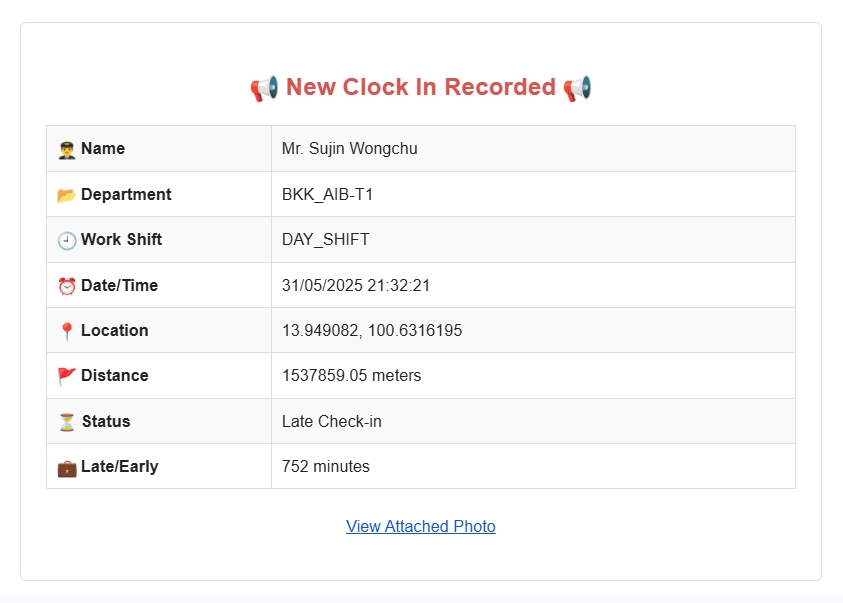 📢 New Clock In Recorded 📢
👨‍✈️ Name Mr. Sujin Wongchu
📂 Department BKK_AIB-T1
🕘 Work Shift DAY_SHIFT
⏰ Date/Time 31/05/2025 21:32:21
📍 Location 13.949082, 100.6316195
🚩 Distance 1537859.05 meters
⏳ Status Late Check-in
💼 Late/Early 752 minutes
View Attached Photo